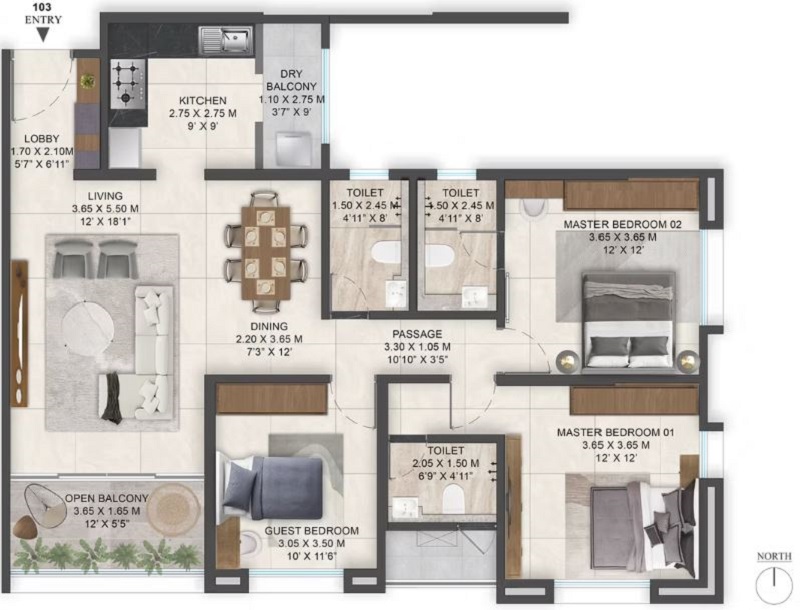 103
ENTRY
KITCHEN
2.75 X 2.75 M
9' X 9'
DRY
BALCONY
1.10 X 2.75 M
3'7" X 9'
LOBBY
1.70 X 2.10M
5'7" X 6'11"
LIVING
3.65 X 5.50 M
12' X 18'1"
TOILET
1.50 X 2.45 M
4'11" X 8'
TOILET
1.50 X 2.45 M
4'11" X 8'
MASTER BEDROOM 02
3.65 X 3.65 M
12' X 12'
DINING
2.20 X 3.65 M
7'3" X 12'
PASSAGE
3.30 X 1.05 M
10'10" X 3'5"
MASTER BEDROOM 01
3.65 X 3.65 M
12' X 12'
TOILET
2.05 X 1.50 M
6'9" X 4'11"
OPEN BALCONY
3.65 X 1.65 M
12' X 5'5"
GUEST BEDROOM
3.05 X 3.50 M
10' X 11'6"
NORTH